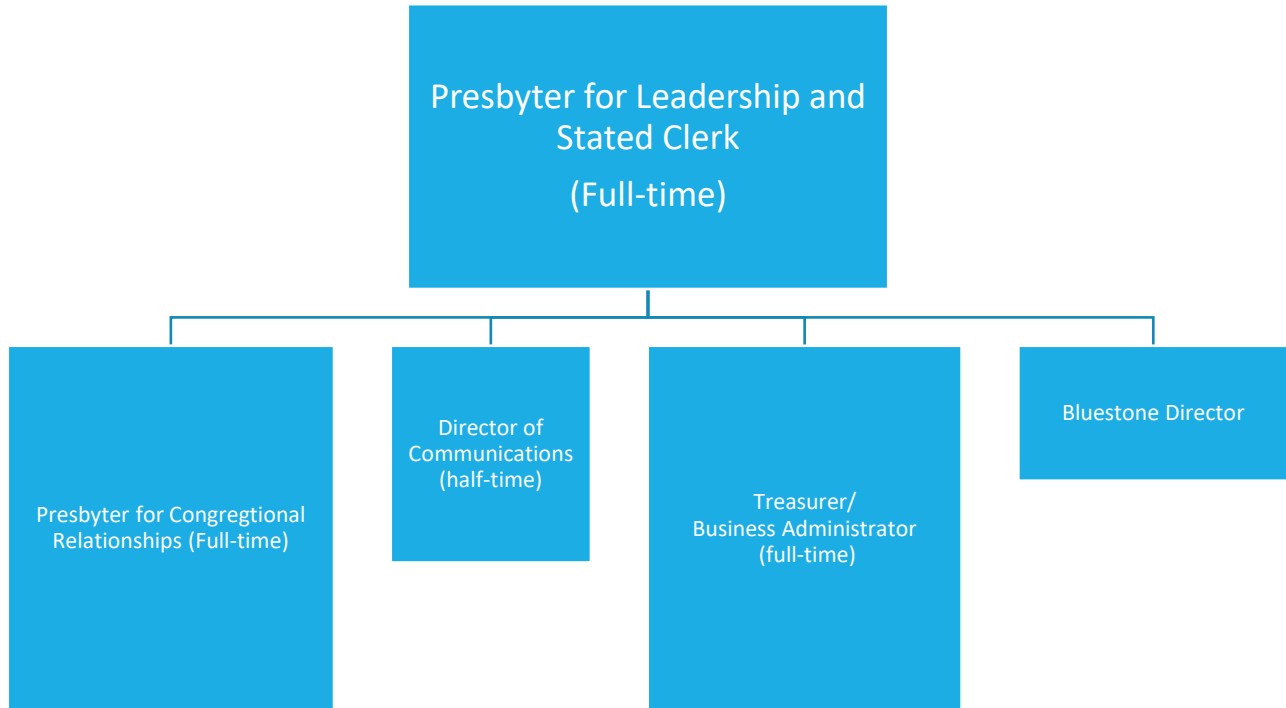 Presbyter for Leadership and
Stated Clerk
(Full-time)
Presbyter for Congregtional
Relationships (Full-time)
Director of
Communications
(half-time)
Treasurer/
Business Administrator
(full-time)
Bluestone Director